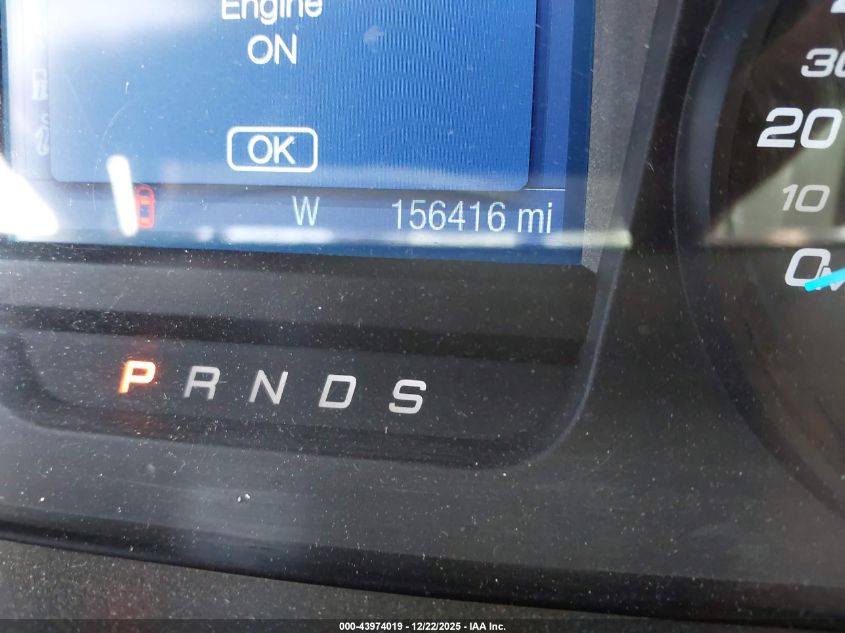 Engine
ON
OK
W 156416 mi
P R N D S
30
20
10
0
000-43974019 - 12/22/2025 - IAA Inc.